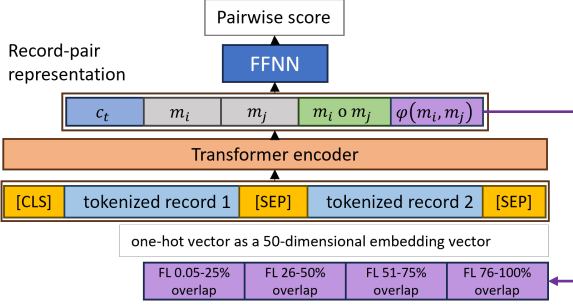 Pairwise score
FFNN
Record-pair
representation
c_t m_i m_j m_i o m_j φ(m_i, m_j)
Transformer encoder
[CLS] tokenized record 1 [SEP] tokenized record 2 [SEP]
one-hot vector as a 50-dimensional embedding vector
FL 0.05-25% FL 26-50% FL 51-75% FL 76-100%
overlap overlap overlap overlap